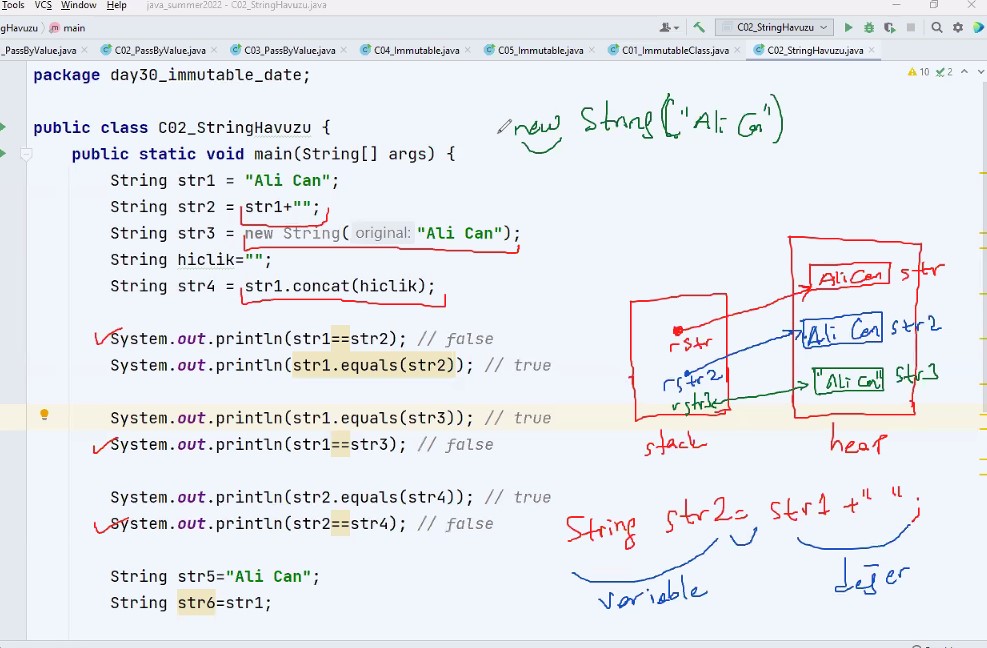 Tools VCS Window Help java_summer2022 - C02_StringHavuzu.java
gHavuzu main C02_StringHavuzu
_PassByValue.java C02_PassByValue.java C03_PassByValue.java C04_Immutable.java C05_Immutable.java C01_ImmutableClass.java C02_StringHavuzu.java
package day30_immutable_date; 10 2
new String("Ali Can")
public class C02_StringHavuzu {
public static void main(String[] args) {
String str1 = "Ali Can";
String str2 = str1+"";
String str3 = new String( original: "Ali Can");
String hiclik="";
String str4 = str1.concat(hiclik);
Ali Can str
Ali Can str2
"Ali Can" str3
rstr
rstr2
stack heap
System.out.println(str1==str2); // false
System.out.println(str1.equals(str2)); // true
System.out.println(str1.equals(str3)); // true
System.out.println(str1==str3); // false
System.out.println(str2.equals(str4)); // true
System.out.println(str2==str4); // false
String str2 = str1 +" ";
variable değer
String str5="Ali Can";
String str6=str1;